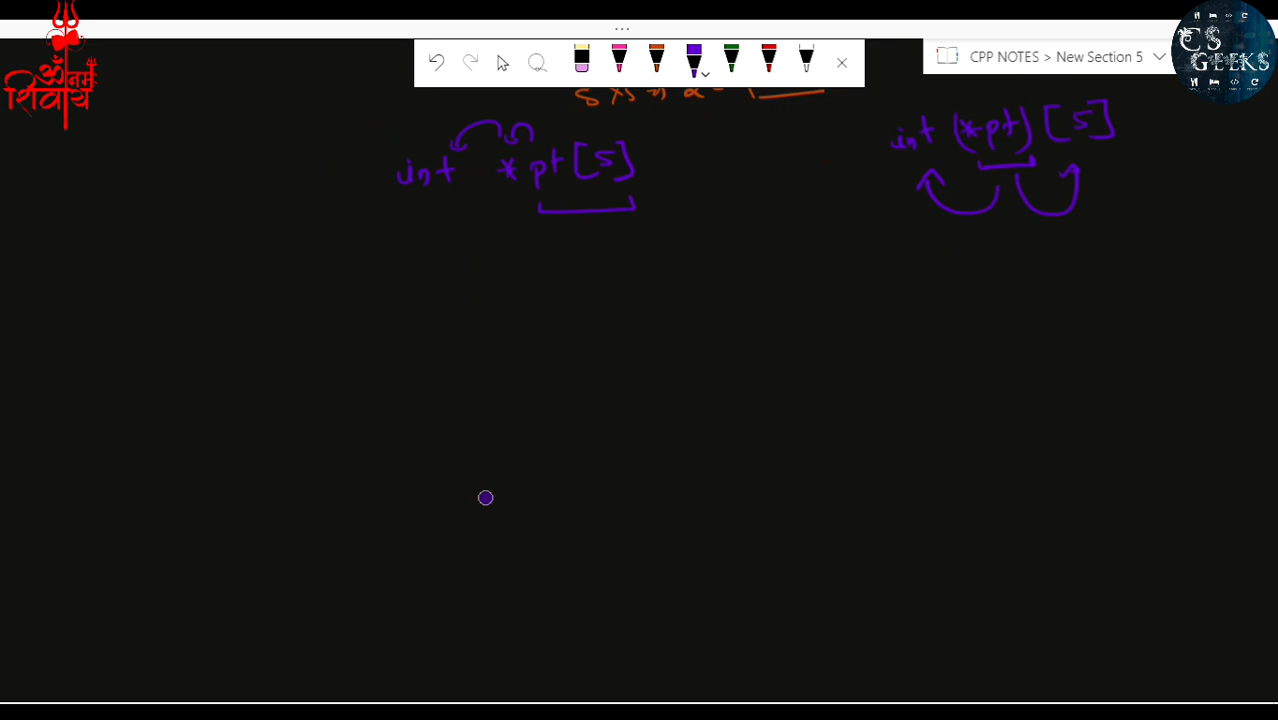 ॐ नमः
शिवाय
...
CPP NOTES > New Section 5
CS
GEEKS
int *pt[5]
int (*pt)[5]